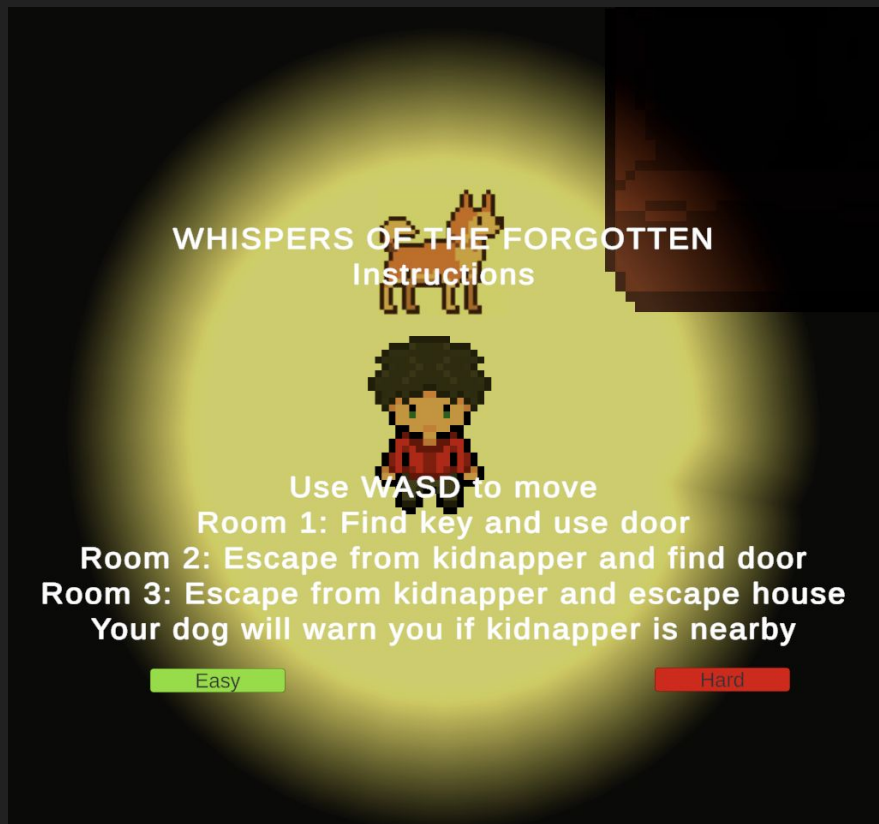 WHISPERS OF THE FORGOTTEN
Instructions
Use WASD to move
Room 1: Find key and use door
Room 2: Escape from kidnapper and find door
Room 3: Escape from kidnapper and escape house
Your dog will warn you if kidnapper is nearby
Easy
Hard